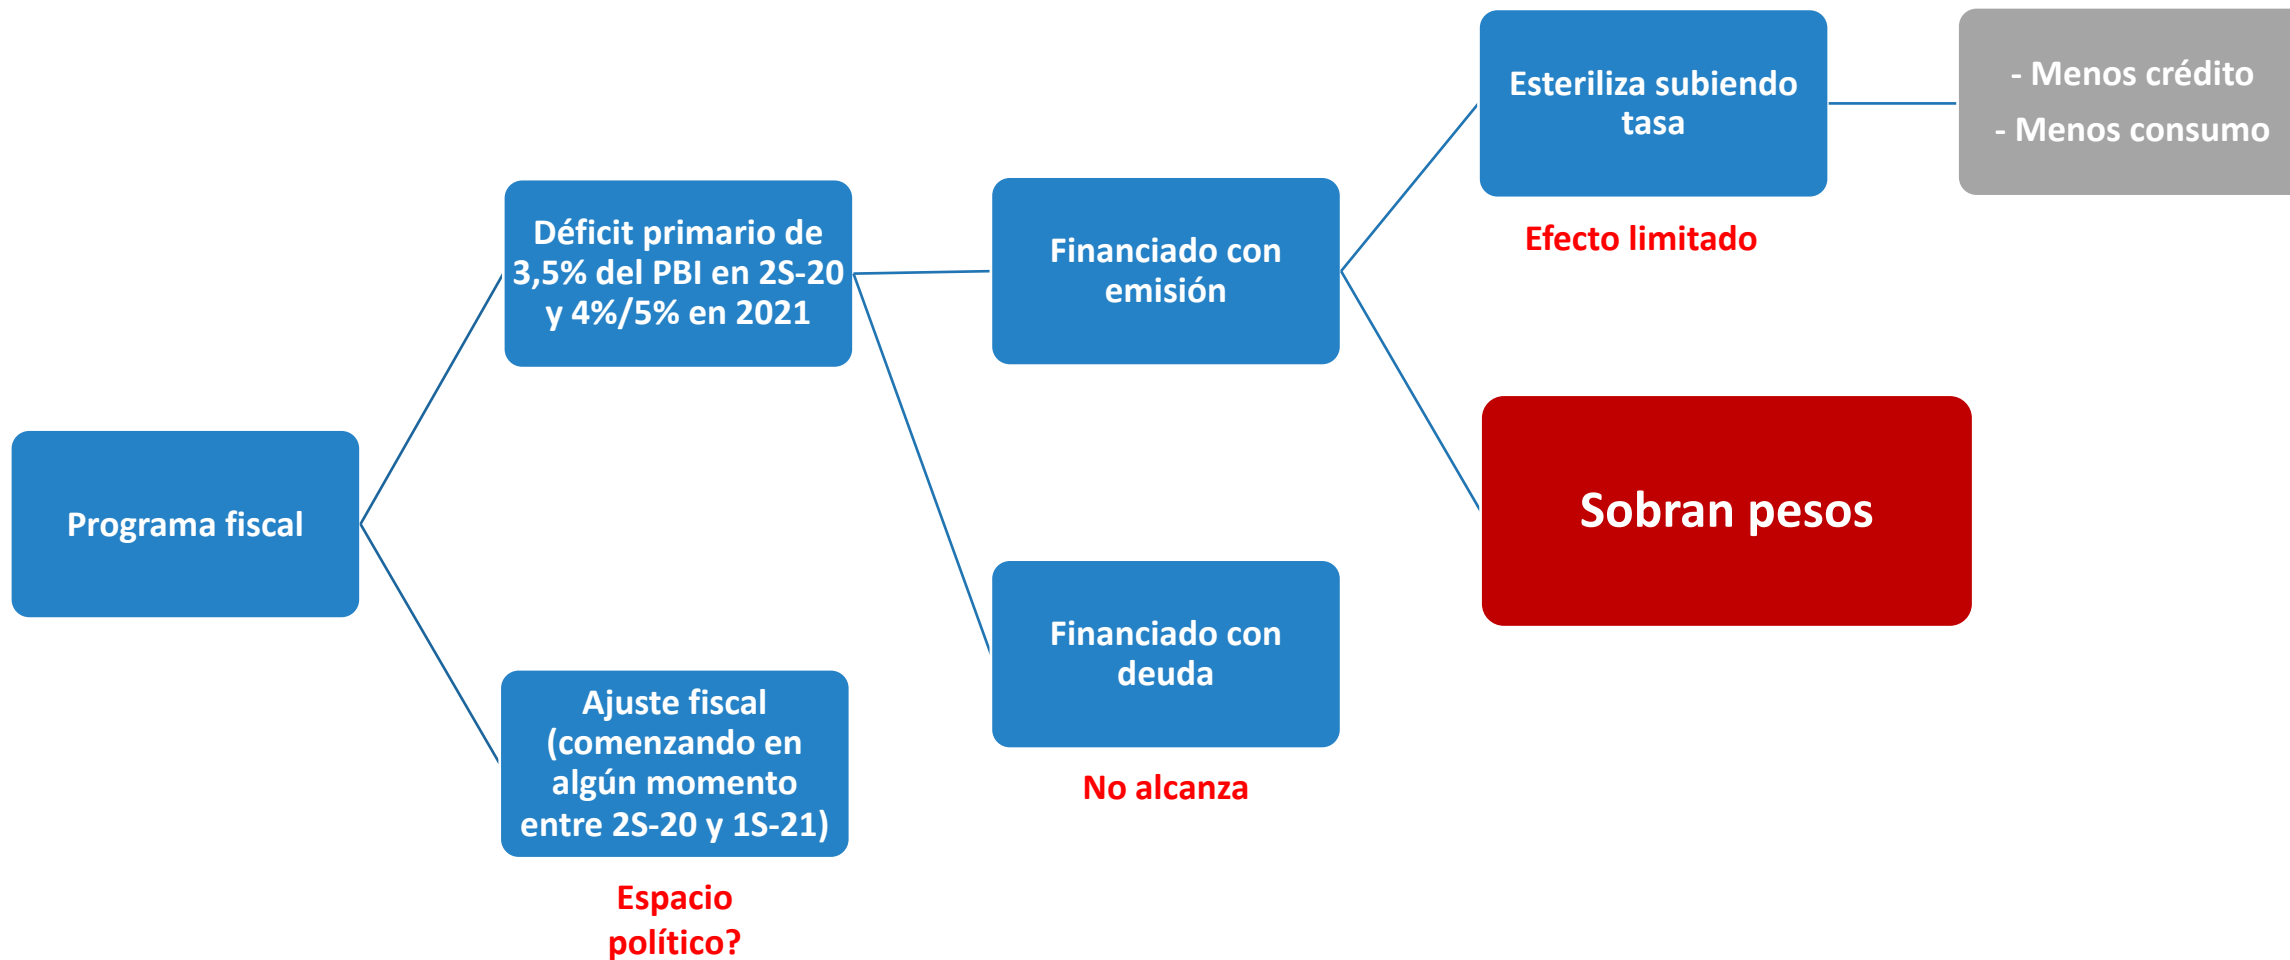 Programa fiscal
Déficit primario de
3,5% del PBI en 2S-20
y 4%/5% en 2021
Ajuste fiscal
(comenzando en
algún momento
entre 2S-20 y 1S-21)
Espacio
político?
Financiado con
emisión
Financiado con
deuda
No alcanza
Esteriliza subiendo
tasa
Efecto limitado
Sobran pesos
- Menos crédito
- Menos consumo